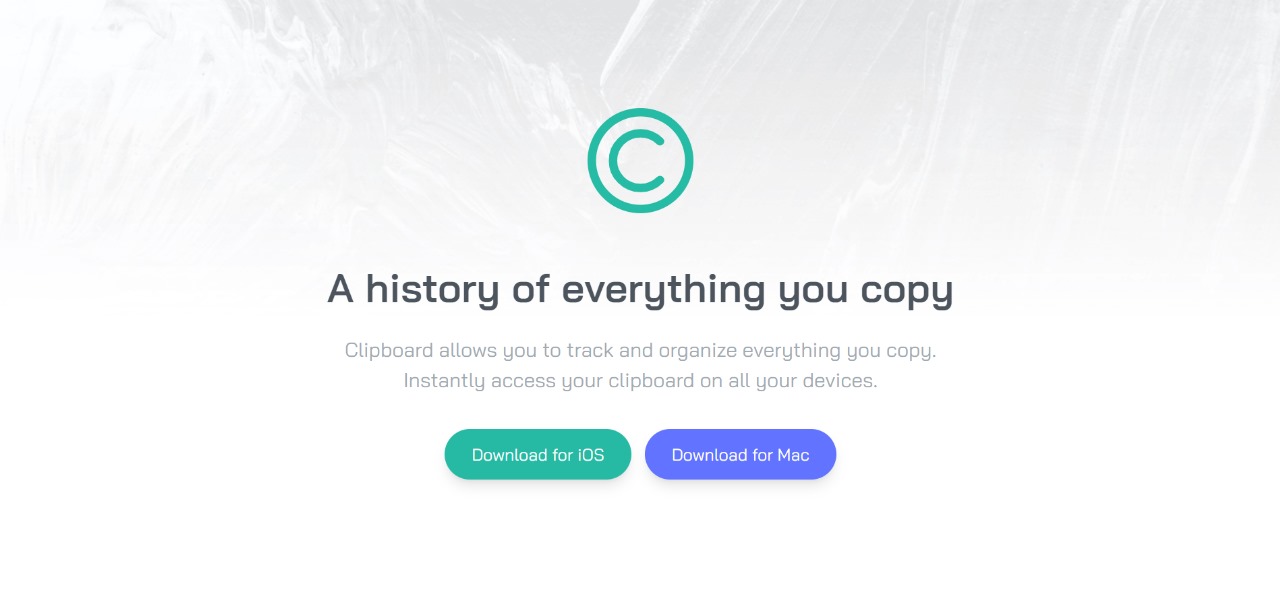 A history of everything you copy
Clipboard allows you to track and organize everything you copy.
Instantly access your clipboard on all your devices.
Download for iOS
Download for Mac